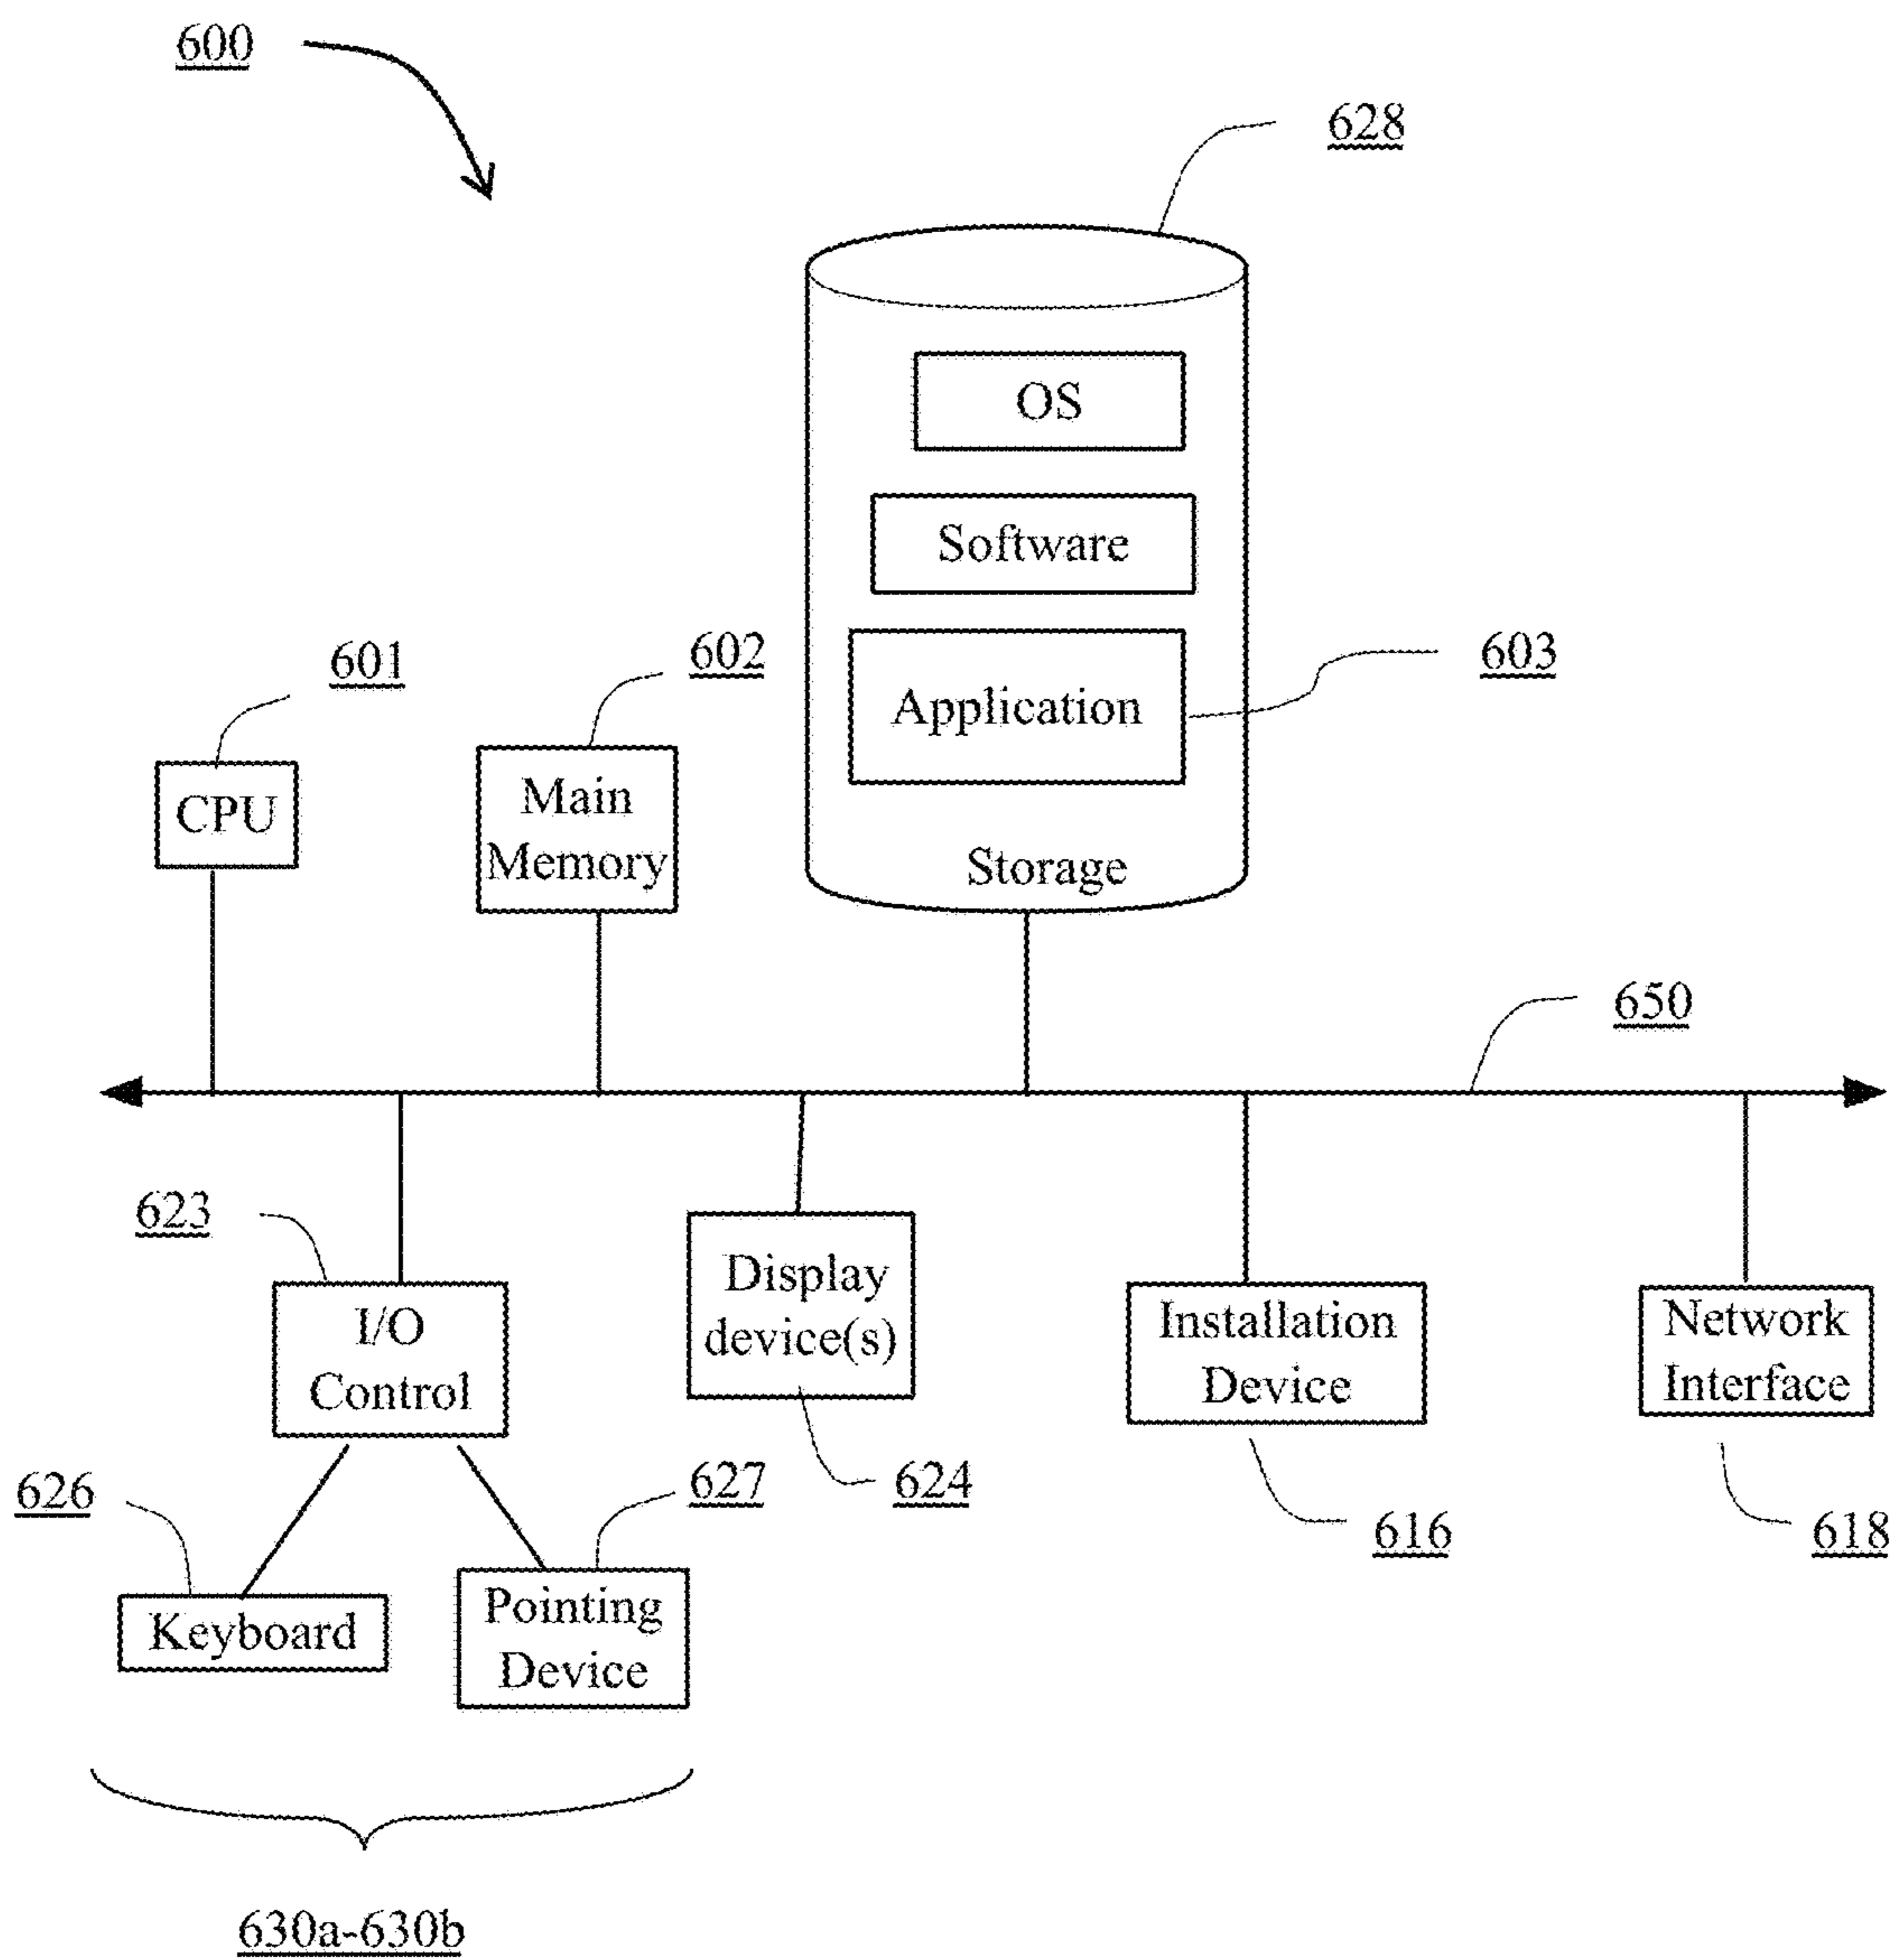 600
628
OS
Software
601
602
603
Application
CPU
Main
Memory
Storage
650
623
Display
device(s)
I/O
Control
Installation
Device
Network
Interface
626
627
624
616
618
Keyboard
Pointing
Device
630a-630b